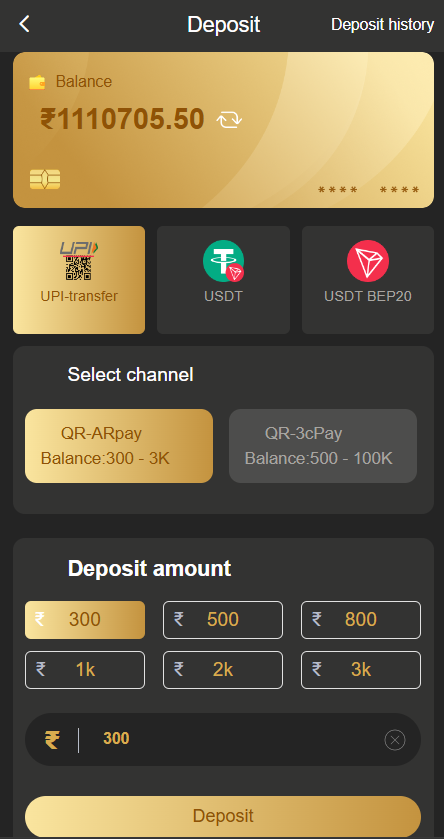 Deposit
Deposit history
Balance
₹1110705.50
**** ****
UPI
UPI-transfer
USDT
USDT BEP20
Select channel
QR-ARpay
Balance:300 - 3K
QR-3cPay
Balance:500 - 100K
Deposit amount
₹ 300
₹ 500
₹ 800
₹ 1k
₹ 2k
₹ 3k
₹ 300
Deposit